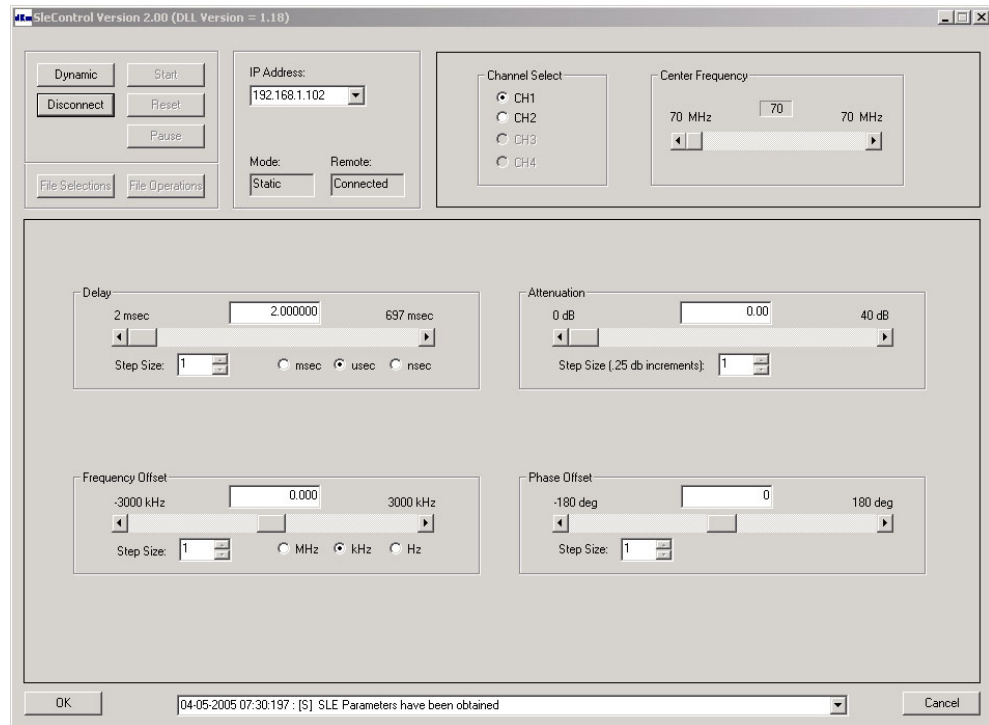 SleControl Version 2.00 (DLL Version = 1.18)
Dynamic
Start
Disconnect
Reset
Pause
File Selections
File Operations
IP Address:
192.168.1.102
Mode:
Remote:
Static
Connected
Channel Select
CH1
CH2
CH3
CH4
Center Frequency
70 MHz
70
70 MHz
Delay
2 msec
2.000000
697 msec
Step Size:
1
msec
usec
nsec
Attenuation
0 dB
0.00
40 dB
Step Size (.25 db increments):
1
Frequency Offset
-3000 kHz
0.000
3000 kHz
Step Size:
1
MHz
kHz
Hz
Phase Offset
-180 deg
0
180 deg
Step Size:
1
OK
04-05-2005 07:30:197 : [S] SLE Parameters have been obtained
Cancel